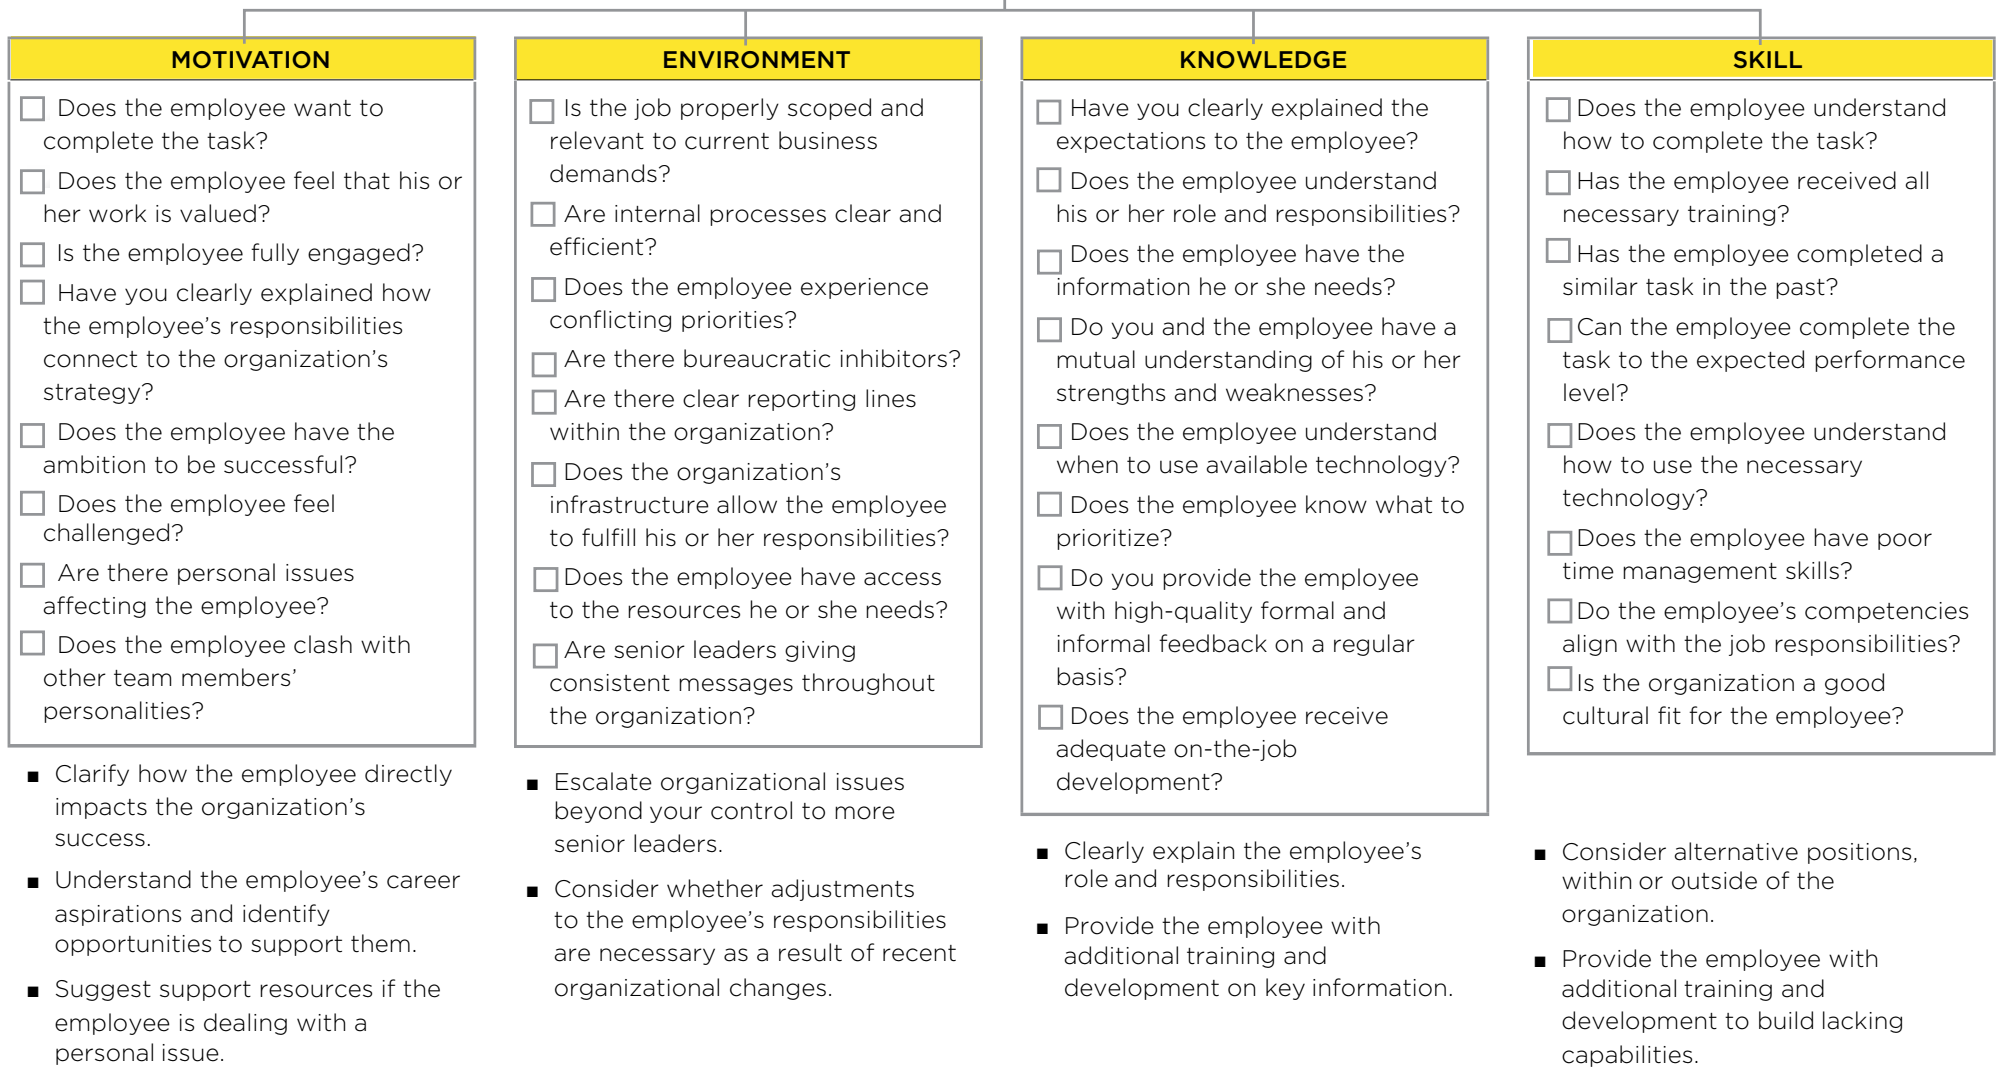 MOTIVATION
Does the employee want to
complete the task?
Does the employee feel that his or
her work is valued?
Is the employee fully engaged?
Have you clearly explained how
the employee’s responsibilities
connect to the organization’s
strategy?
Does the employee have the
ambition to be successful?
Does the employee feel
challenged?
Are there personal issues
affecting the employee?
Does the employee clash with
other team members’
personalities?
■ Clarify how the employee directly
impacts the organization’s
success.
■ Understand the employee’s career
aspirations and identify
opportunities to support them.
■ Suggest support resources if the
employee is dealing with a
personal issue.
ENVIRONMENT
Is the job properly scoped and
relevant to current business
demands?
Are internal processes clear and
efficient?
Does the employee experience
conflicting priorities?
Are there bureaucratic inhibitors?
Are there clear reporting lines
within the organization?
Does the organization’s
infrastructure allow the employee
to fulfill his or her responsibilities?
Does the employee have access
to the resources he or she needs?
Are senior leaders giving
consistent messages throughout
the organization?
■ Escalate organizational issues
beyond your control to more
senior leaders.
■ Consider whether adjustments
to the employee’s responsibilities
are necessary as a result of recent
organizational changes.
KNOWLEDGE
Have you clearly explained the
expectations to the employee?
Does the employee understand
his or her role and responsibilities?
Does the employee have the
information he or she needs?
Do you and the employee have a
mutual understanding of his or her
strengths and weaknesses?
Does the employee understand
when to use available technology?
Does the employee know what to
prioritize?
Do you provide the employee
with high-quality formal and
informal feedback on a regular
basis?
Does the employee receive
adequate on-the-job
development?
■ Clearly explain the employee’s
role and responsibilities.
■ Provide the employee with
additional training and
development on key information.
SKILL
Does the employee understand
how to complete the task?
Has the employee received all
necessary training?
Has the employee completed a
similar task in the past?
Can the employee complete the
task to the expected performance
level?
Does the employee understand
how to use the necessary
technology?
Does the employee have poor
time management skills?
Do the employee’s competencies
align with the job responsibilities?
Is the organization a good
cultural fit for the employee?
■ Consider alternative positions,
within or outside of the
organization.
■ Provide the employee with
additional training and
development to build lacking
capabilities.